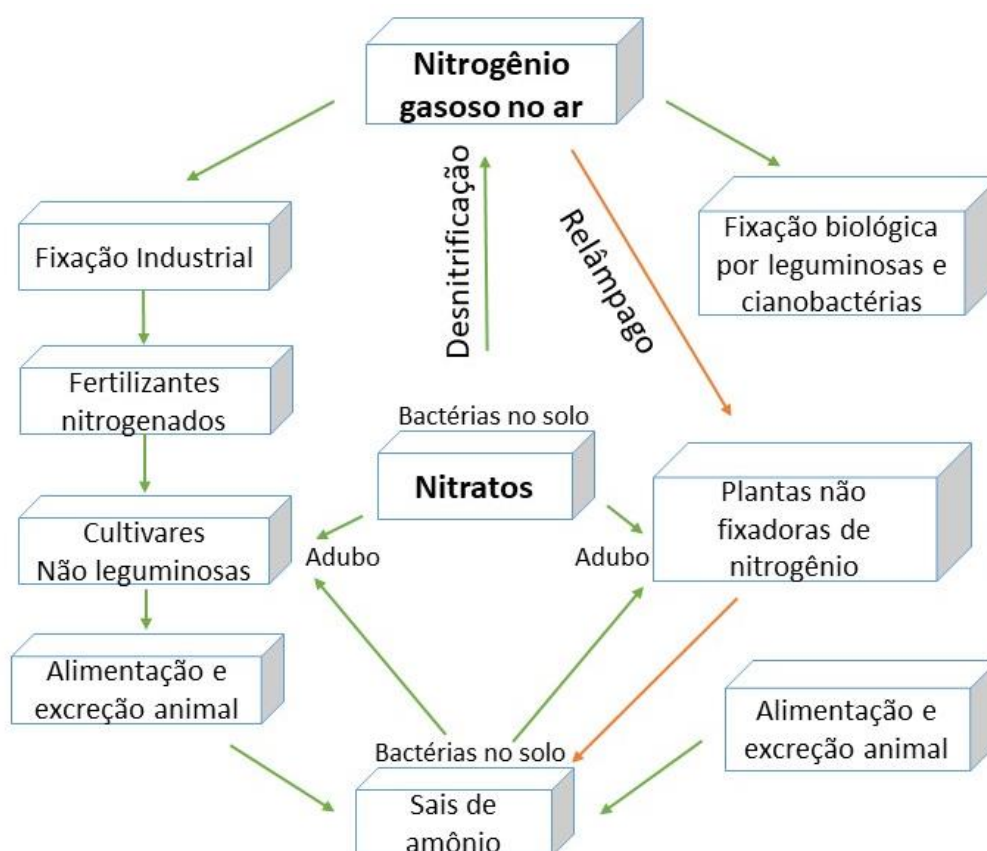 Nitrogênio
gasoso no ar
Desnitrificação
Relâmpago
Fixação Industrial
Fixação biológica
por leguminosas e
cianobactérias
Fertilizantes
nitrogenados
Bactérias no solo
Nitratos
Cultivares
Não leguminosas
Adubo
Adubo
Plantas não
fixadoras de
nitrogênio
Alimentação e
excreção animal
Alimentação e
excreção animal
Bactérias no solo
Sais de
amônio